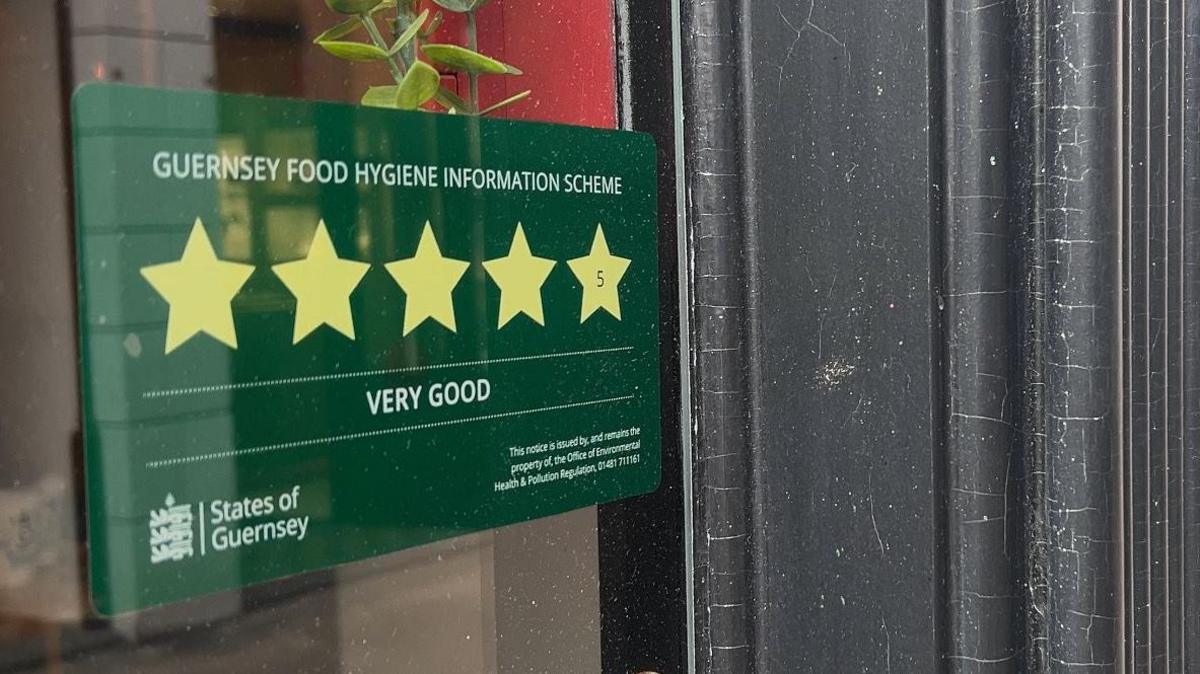 GUERNSEY FOOD HYGIENE INFORMATION SCHEME
5
VERY GOOD
This notice is issued by, and remains the
property of, the Office of Environmental
Health & Pollution Regulation, 01481 711161
States of
Guernsey